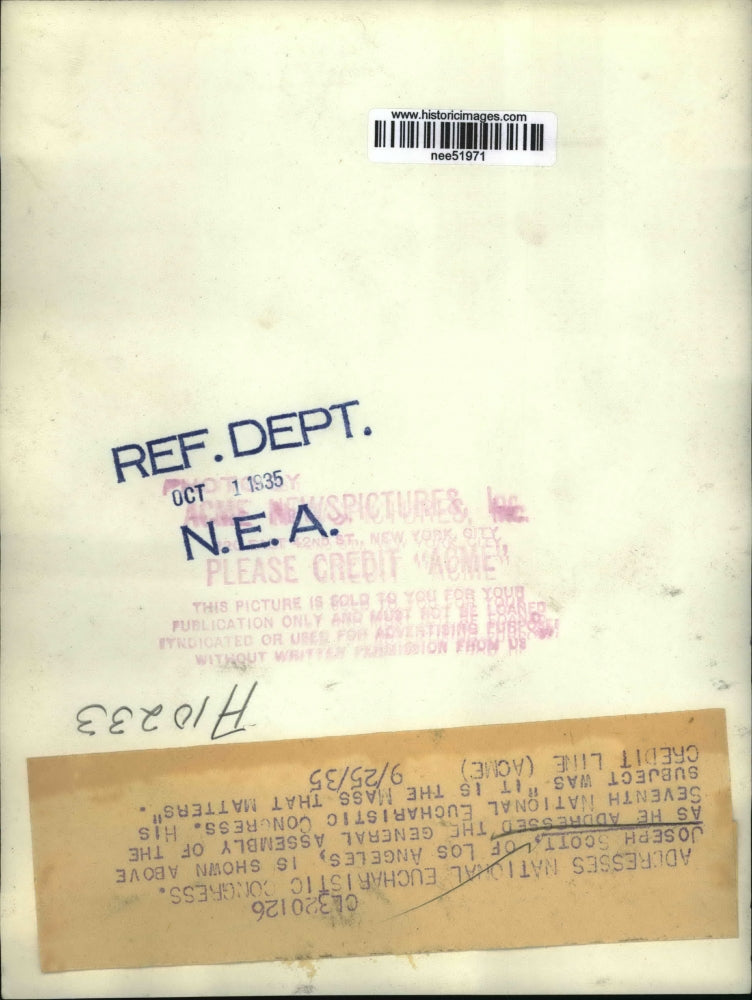 www.historicimages.com
nee51971
REF. DEPT.
OCT 1 1935
N.E.A.
PHOTO BY
ACME NEWSPICTURES, Inc.
42ND ST., NEW YORK CITY
PLEASE CREDIT "ACME"
THIS PICTURE IS SOLD TO YOU FOR YOUR
PUBLICATION ONLY AND MUST NOT BE LOANED
SYNDICATED OR USED FOR ADVERTISING PURPOSES
WITHOUT WRITTEN PERMISSION FROM US
H10233
CL320126
ADDRESSES NATIONAL EUCHARISTIC CONGRESS.
JOSEPH SCOTT, OF LOS ANGELES, IS SHOWN ABOVE
AS HE ADDRESSED THE GENERAL ASSEMBLY OF THE
SEVENTH NATIONAL EUCHARISTIC CONGRESS. HIS
SUBJECT WAS "IT IS THE MASS THAT MATTERS".
CREDIT LINE (ACME) 9/25/35